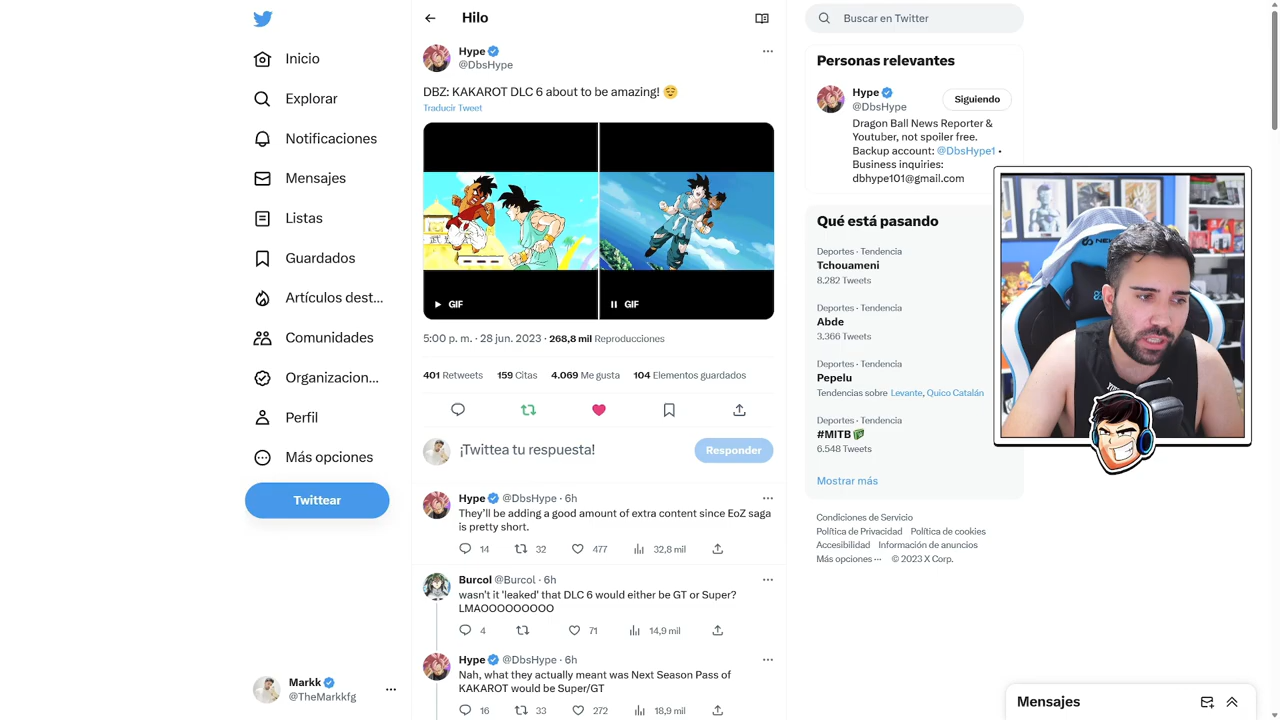 Hilo
Inicio
Explorar
Notificaciones
Mensajes
Listas
Guardados
Artículos dest...
Comunidades
Organizacion...
Perfil
Más opciones
Twittear
Markk
@TheMarkkfg
Hype
@DbsHype
DBZ: KAKAROT DLC 6 about to be amazing! 😌
Traducir Tweet
GIF
GIF
5:00 p. m. · 28 jun. 2023 · 268,8 mil Reproducciones
401 Retweets 159 Citas 4.069 Me gusta 104 Elementos guardados
¡Twittea tu respuesta!
Responder
Hype @DbsHype · 6h
They'll be adding a good amount of extra content since EoZ saga
is pretty short.
14 32 477 32,8 mil
Burcol @Burcol · 6h
wasn't it 'leaked' that DLC 6 would either be GT or Super?
LMAOOOOOOOOO
4 71 14,9 mil
Hype @DbsHype · 6h
Nah, what they actually meant was Next Season Pass of
KAKAROT would be Super/GT
16 33 272 18,9 mil
Buscar en Twitter
Personas relevantes
Hype
@DbsHype
Siguiendo
Dragon Ball News Reporter &
Youtuber, not spoiler free.
Backup account: @DbsHype1 •
Business inquiries:
dbhype101@gmail.com
Qué está pasando
Deportes · Tendencia
Tchouameni
8.282 Tweets
Deportes · Tendencia
Abde
3.366 Tweets
Deportes · Tendencia
Pepelu
Tendencias sobre Levante, Quico Catalán
Deportes · Tendencia
#MITB
6.548 Tweets
Mostrar más
Condiciones de Servicio
Política de Privacidad Política de cookies
Accesibilidad Información de anuncios
Más opciones ··· © 2023 X Corp.
Mensajes